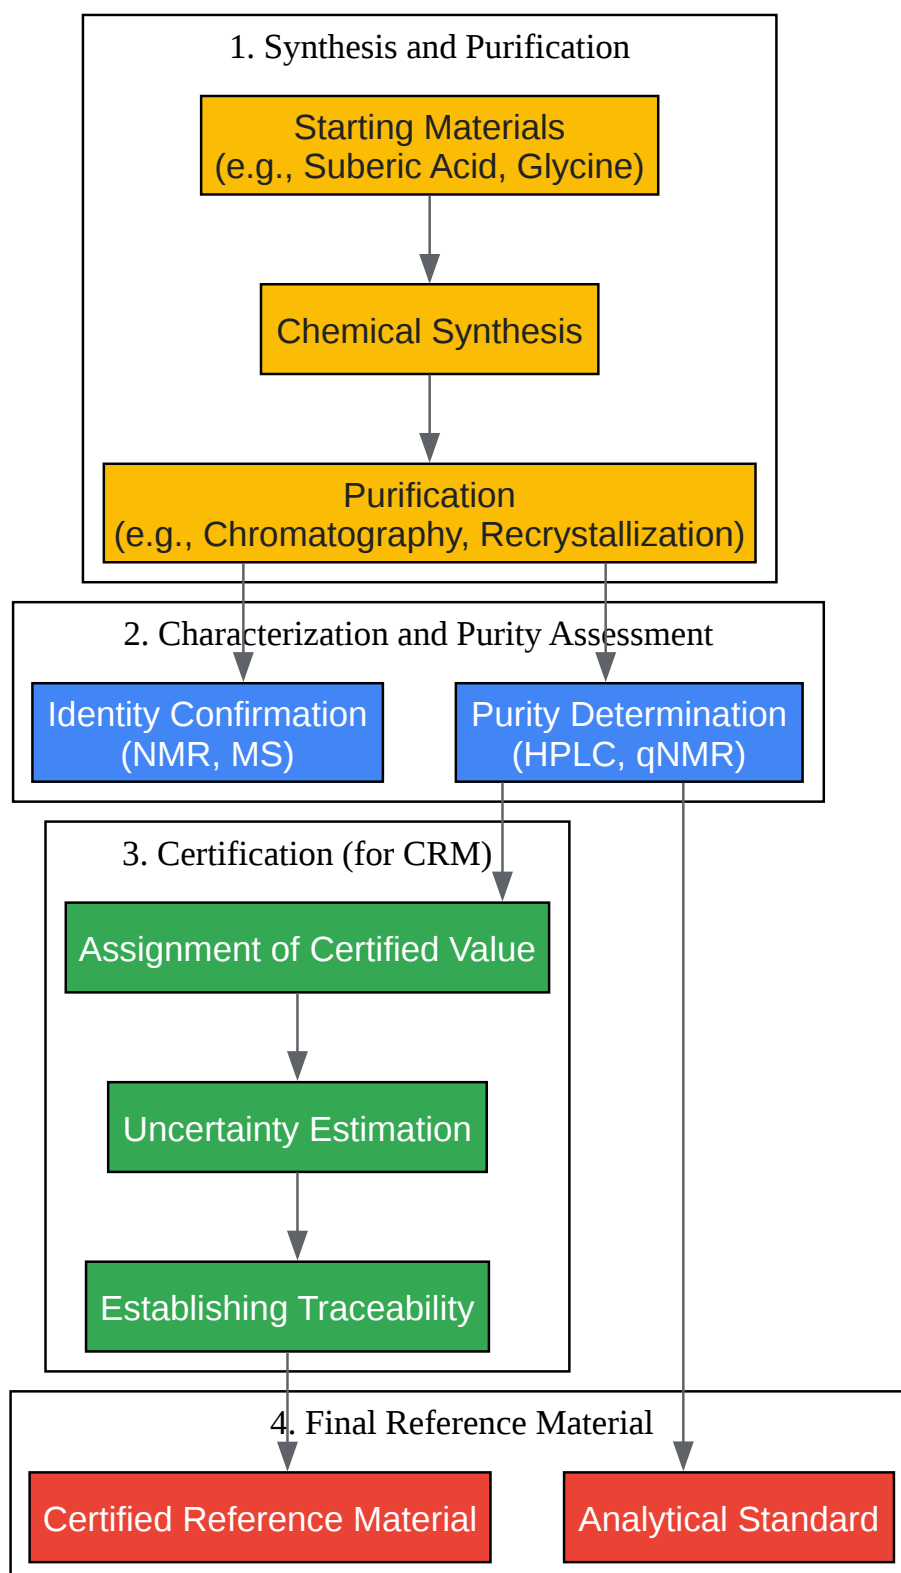 1. Synthesis and Purification
Starting Materials
(e.g., Suberic Acid, Glycine)
Chemical Synthesis
Purification
(e.g., Chromatography, Recrystallization)
2. Characterization and Purity Assessment
Identity Confirmation
(NMR, MS)
Purity Determination
(HPLC, qNMR)
3. Certification (for CRM)
Assignment of Certified Value
Uncertainty Estimation
Establishing Traceability
4. Final Reference Material
Certified Reference Material
Analytical Standard